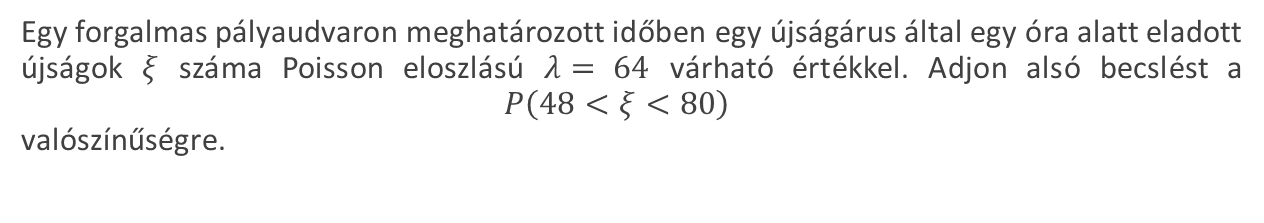 Egy forgalmas pályaudvaron meghatározott időben egy újságárus által egy óra alatt eladott
újságok ξ száma Poisson eloszlású λ = 64 várható értékkel. Adjon alsó becslést a
P(48 < ξ < 80)
valószínűségre.